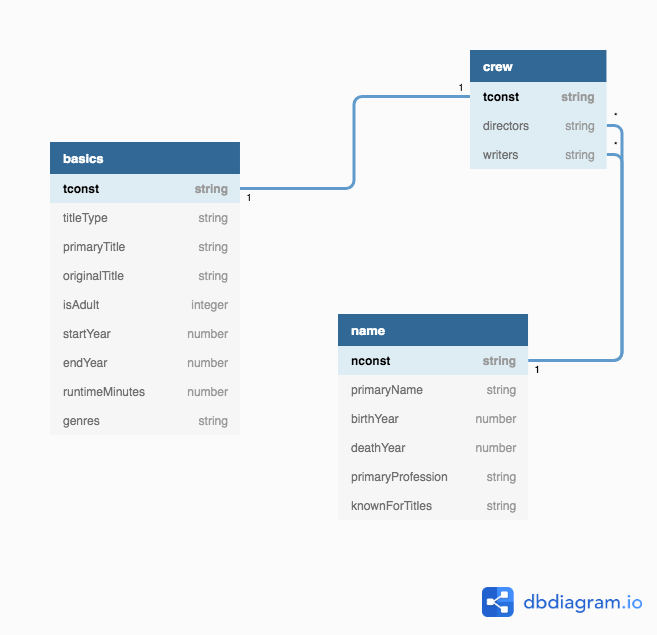 crew
tconst string
directors string
writers string
1
*
*
basics
tconst string
titleType string
primaryTitle string
originalTitle string
isAdult integer
startYear number
endYear number
runtimeMinutes number
genres string
1
name
nconst string
primaryName string
birthYear number
deathYear number
primaryProfession string
knownForTitles string
1
dbdiagram.io